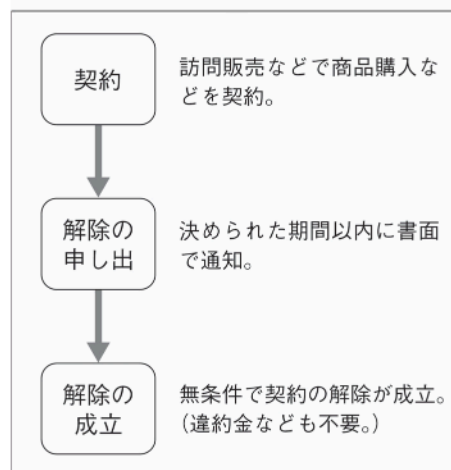 契約
訪問販売などで商品購入な
どを契約。
解除の
申し出
決められた期間以内に書面
で通知。
解除の
成立
無条件で契約の解除が成立。
(違約金なども不要。)